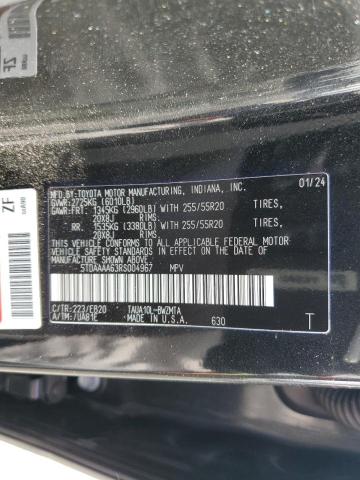 MFD.BY:TOYOTA MOTOR MANUFACTURING, INDIANA, INC. 01/24
GVWR:2725KG (6010LB)
GAWR:FRT. 1345KG (2960LB) WITH 255/55R20 TIRES,
20X8J RIMS.
RR. 1535KG (3380LB) WITH 255/55R20 TIRES,
20X8J RIMS.
THIS VEHICLE CONFORMS TO ALL APPLICABLE
FEDERAL MOTOR VEHICLE SAFETY STANDARDS IN
EFFECT ON THE DATE OF MANUFACTURE SHOWN
ABOVE.
5TDAAAA63RS004967 MPV
C/TR:223/EB20 TAUA10L-BWZMTA
A/TM:/UA81E MADE IN U.S.A. 630 T
ZF
ZF